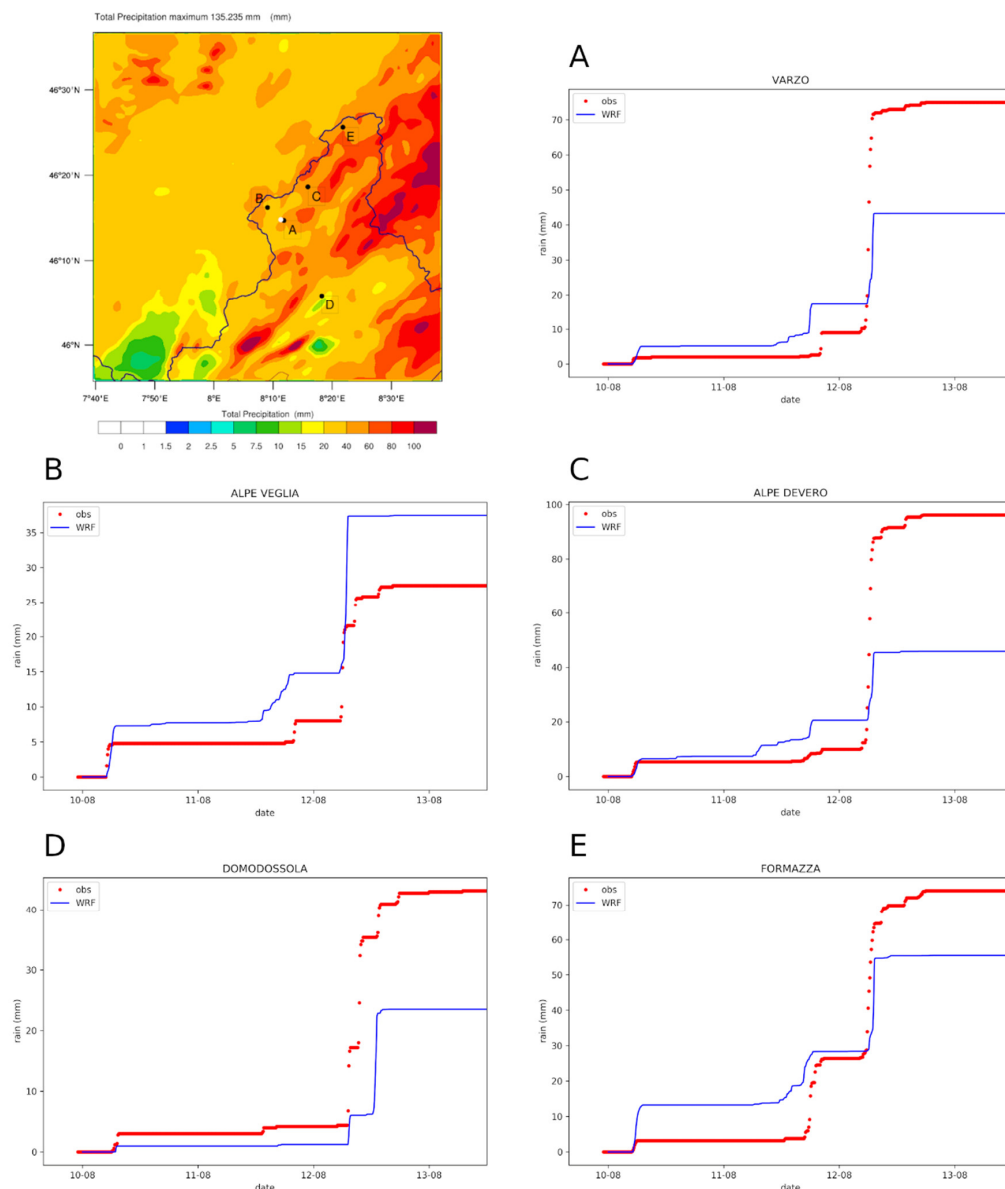 Total Precipitation maximum 135.235 mm (mm)
46°30'N
46°20'N
46°10'N
46°N
E
B
C
A
D
7°40'E 7°50'E 8°E 8°10'E 8°20'E 8°30'E
Total Precipitation (mm)
0 1 1.5 2 2.5 5 7.5 10 15 20 40 60 80 100
A
VARZO
obs
WRF
70
60
50
40
30
20
10
0
rain (mm)
10-08 11-08 12-08 13-08
date
B
ALPE VEGLIA
obs
WRF
35
30
25
20
15
10
5
0
rain (mm)
10-08 11-08 12-08 13-08
date
C
ALPE DEVERO
obs
WRF
100
80
60
40
20
0
rain (mm)
10-08 11-08 12-08 13-08
date
D
DOMODOSSOLA
obs
WRF
40
30
20
10
0
rain (mm)
10-08 11-08 12-08 13-08
date
E
FORMAZZA
obs
WRF
70
60
50
40
30
20
10
0
rain (mm)
10-08 11-08 12-08 13-08
date